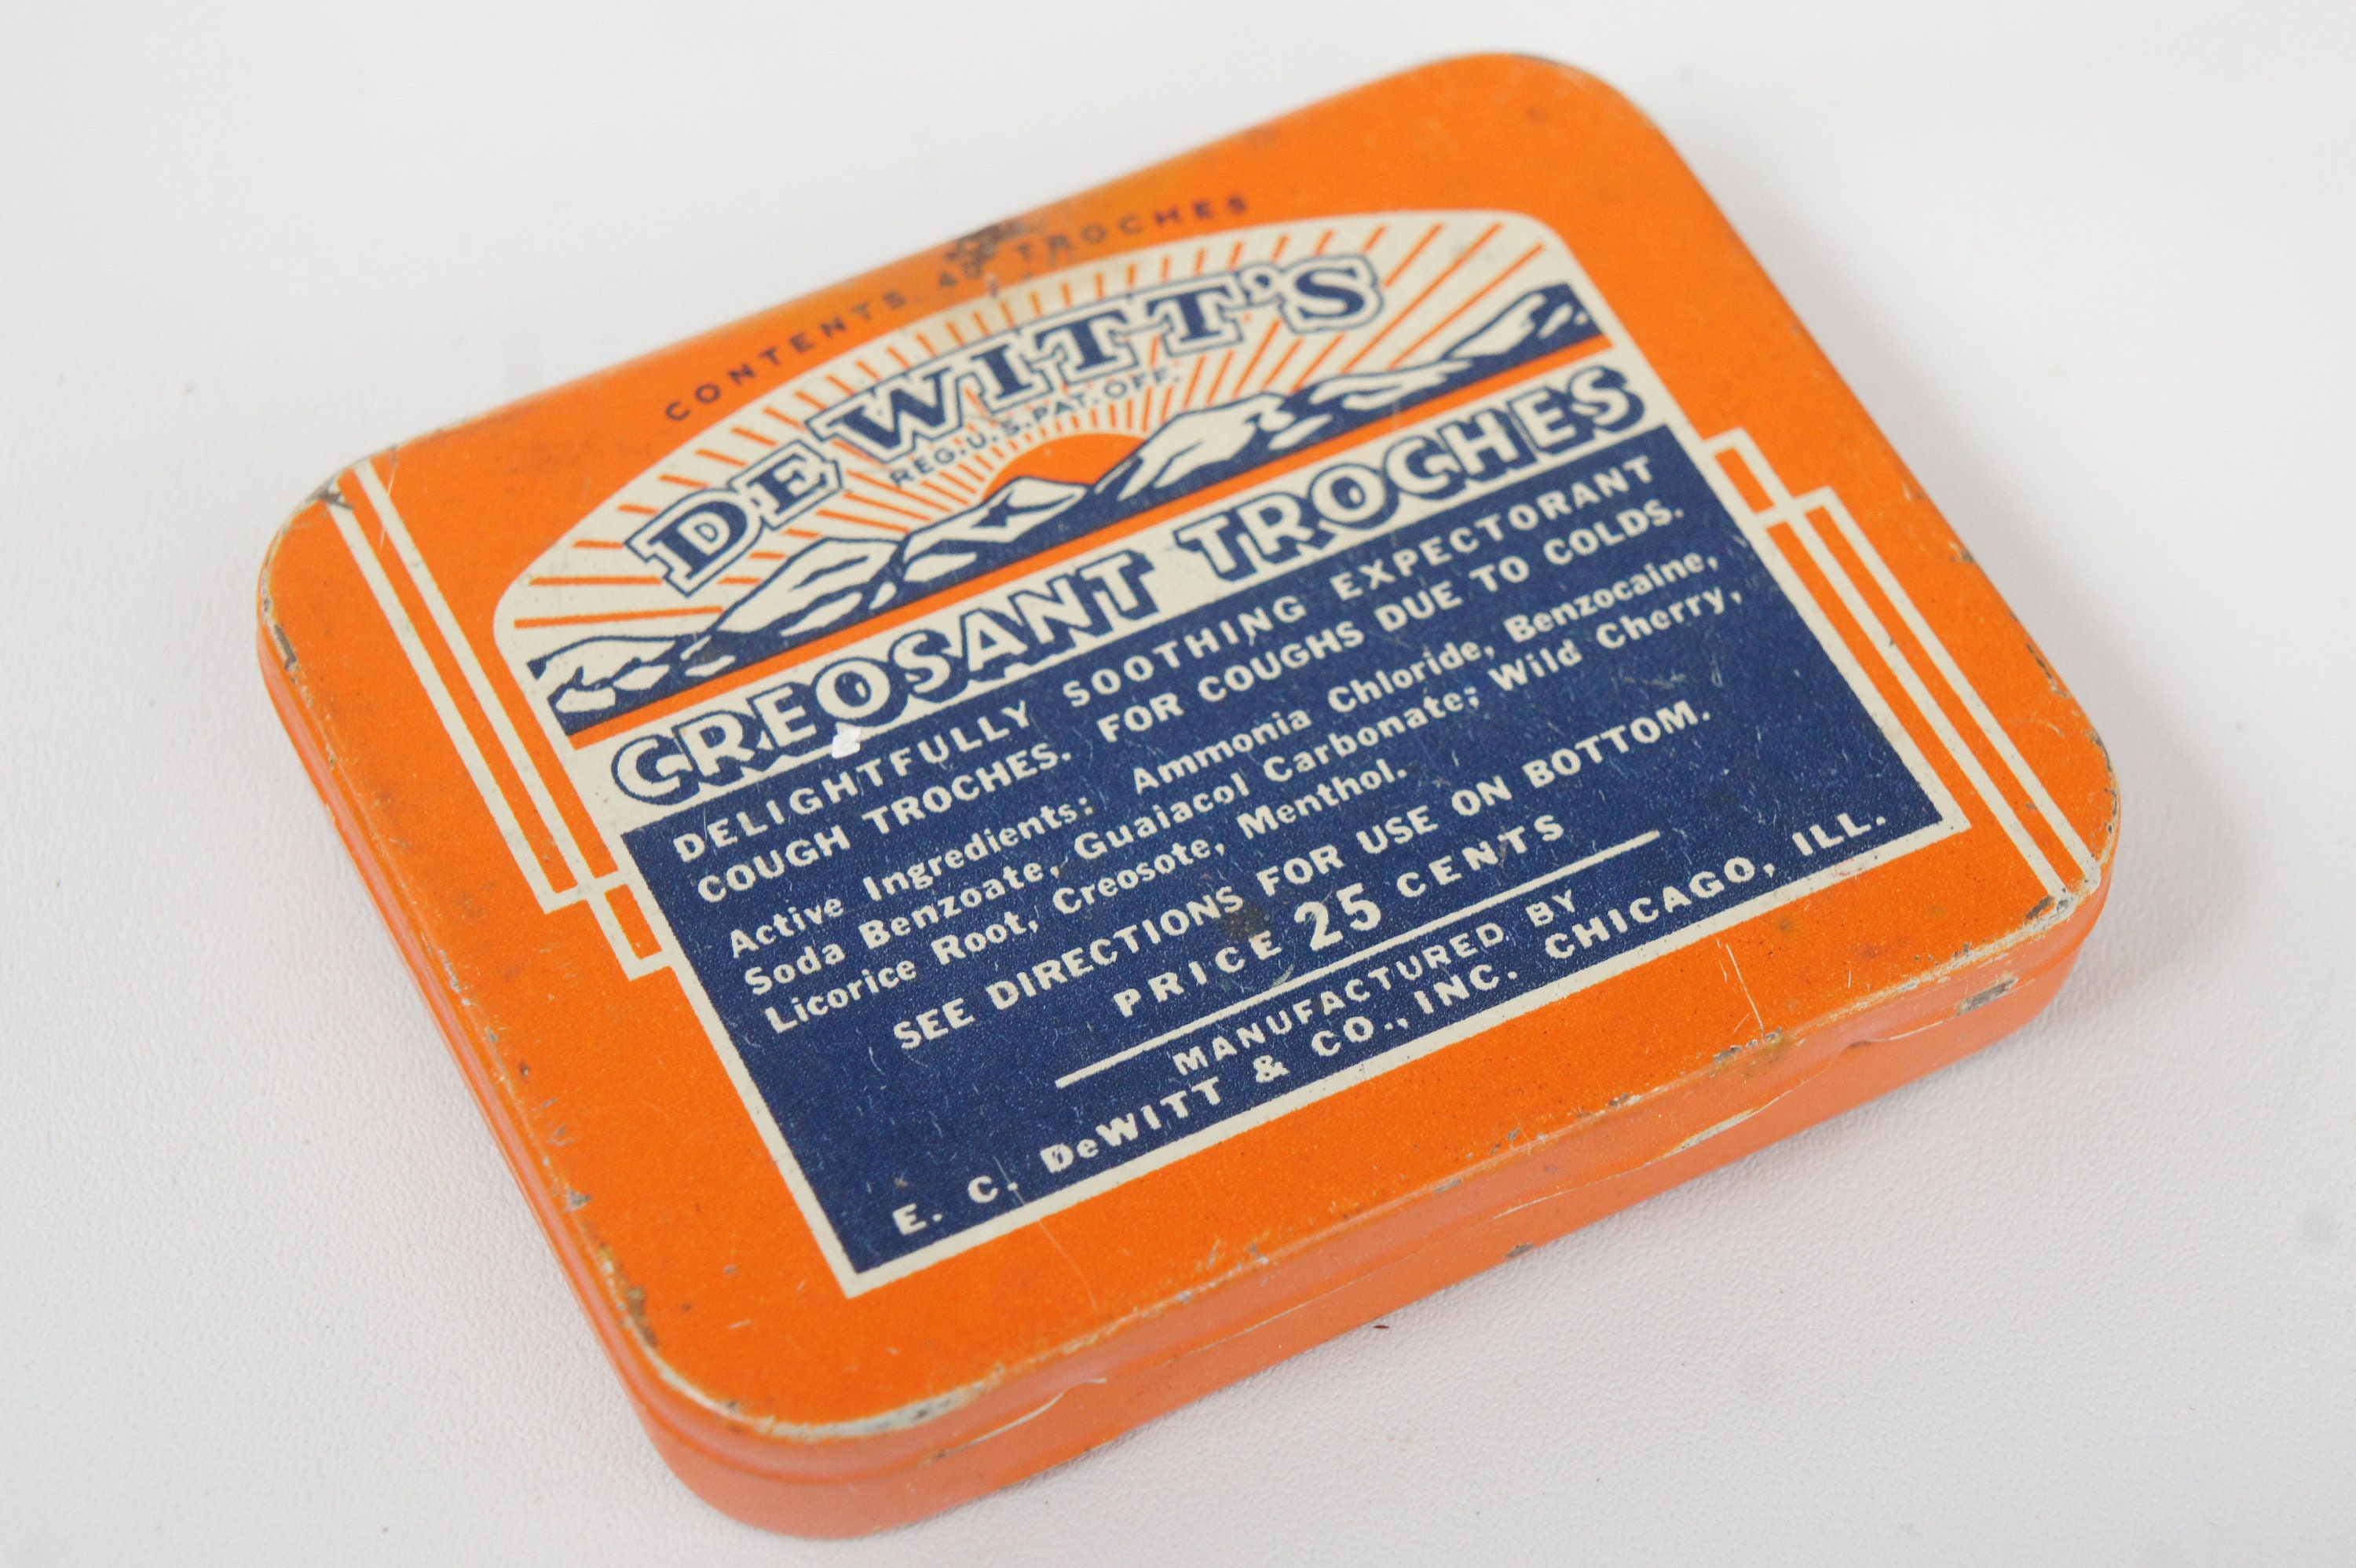 CONTENTS, 40 TROCHES
DE WITT'S
REG. U.S. PAT. OFF.
CREOSANT TROCHES
DELIGHTFULLY SOOTHING EXPECTORANT
COUGH TROCHES. FOR COUGHS DUE TO COLDS.
Active Ingredients: Ammonia Chloride, Benzocaine,
Soda Benzoate, Guaiacol Carbonate; Wild Cherry,
Licorice Root, Creosote, Menthol.
SEE DIRECTIONS FOR USE ON BOTTOM.
PRICE 25 CENTS
MANUFACTURED BY
E. C. DeWITT & CO., INC. CHICAGO, ILL.